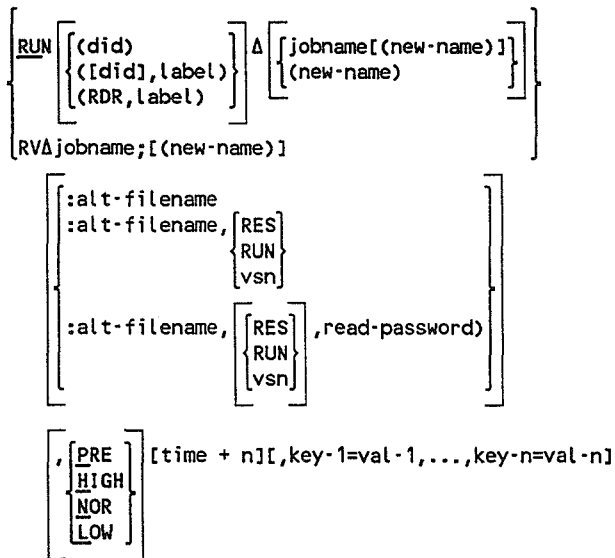 RUN (did) Δ jobname[(new-name)]
([did],label) (new-name)
(RDR,label)
RVΔjobname;[(new-name)]
:alt-filename
:alt-filename, RES
RUN
vsn
:alt-filename, RES ,read-password)
RUN
vsn
, PRE [time + n][,key-1=val-1,...,key-n=val-n]
HIGH
NOR
LOW